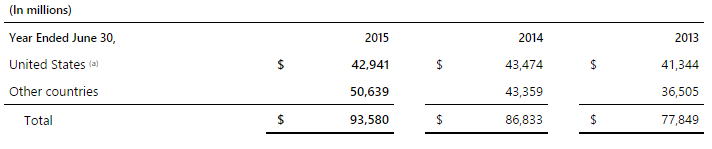 (In millions)
Year Ended June 30, 2015 2014 2013
United States (a) $ 42,941 $ 43,474 $ 41,344
Other countries 50,639 43,359 36,505
Total $ 93,580 $ 86,833 $ 77,849